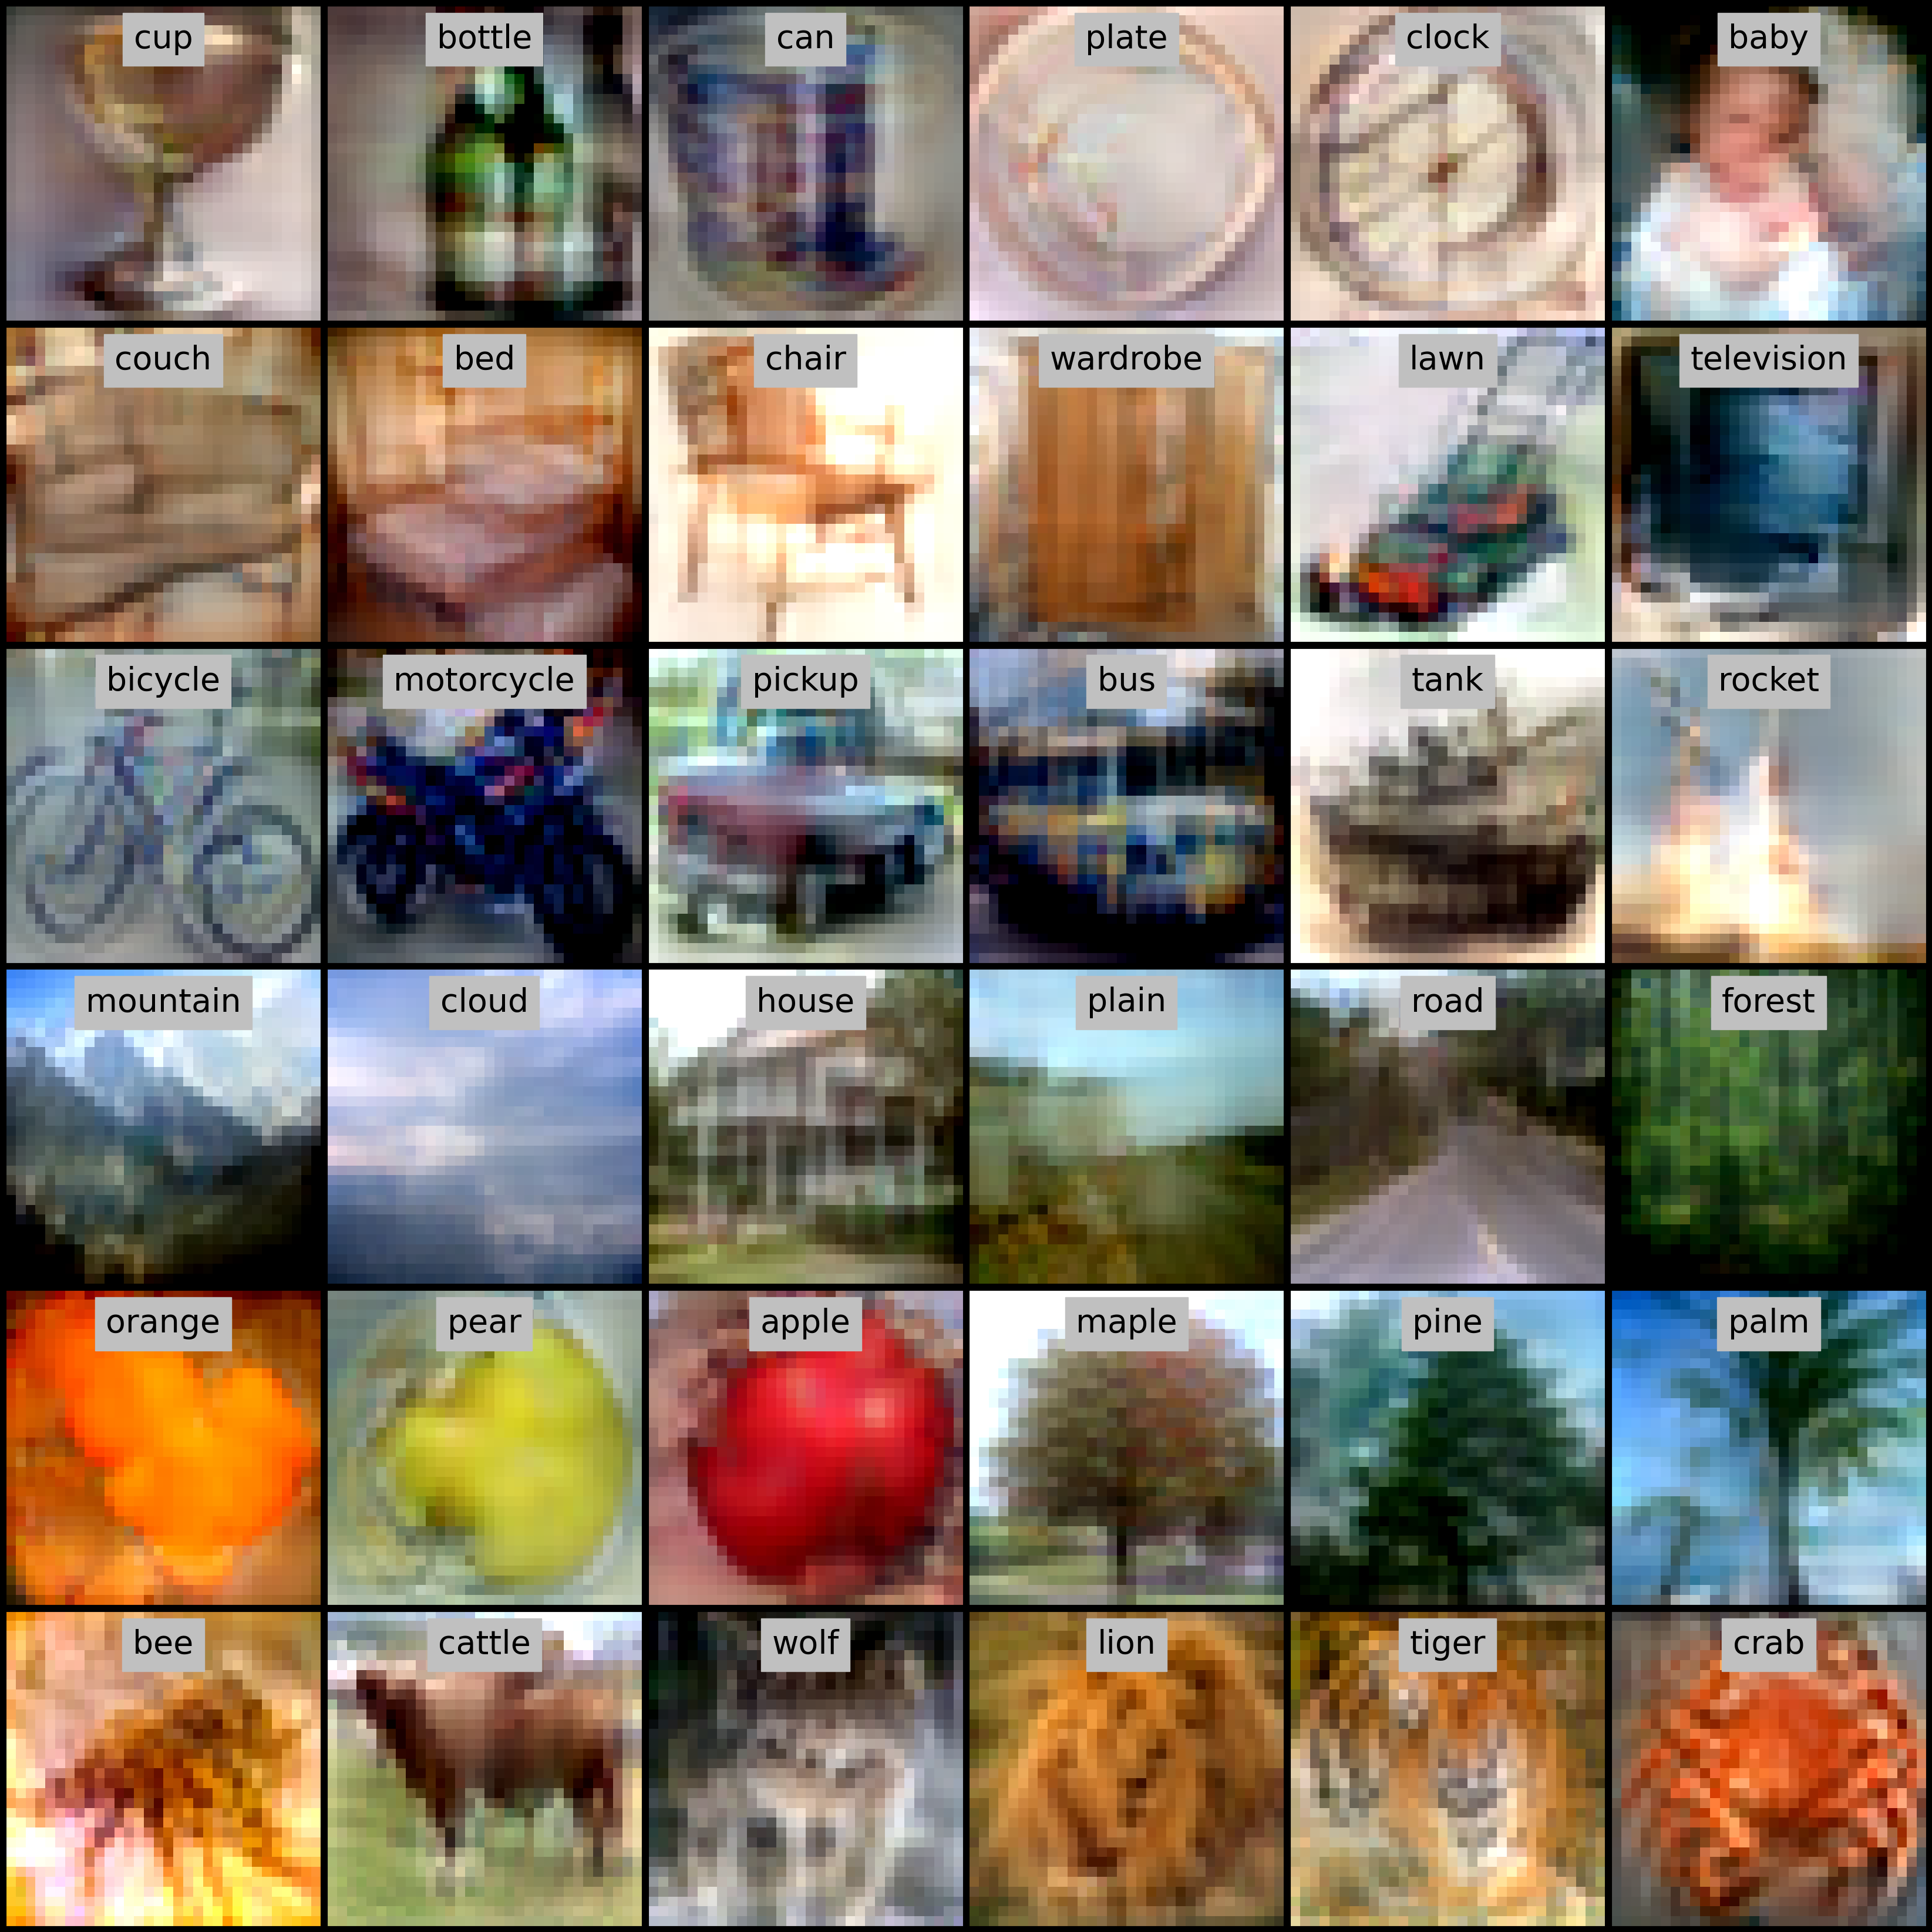 cup
bottle
can
plate
clock
baby
couch
bed
chair
wardrobe
lawn
television
bicycle
motorcycle
pickup
bus
tank
rocket
mountain
cloud
house
plain
road
forest
orange
pear
apple
maple
pine
palm
bee
cattle
wolf
lion
tiger
crab